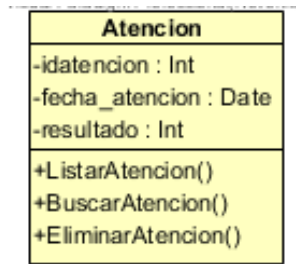 Atencion
-idatencion : Int
-fecha_atencion : Date
-resultado : Int
+ListarAtencion()
+BuscarAtencion()
+EliminarAtencion()